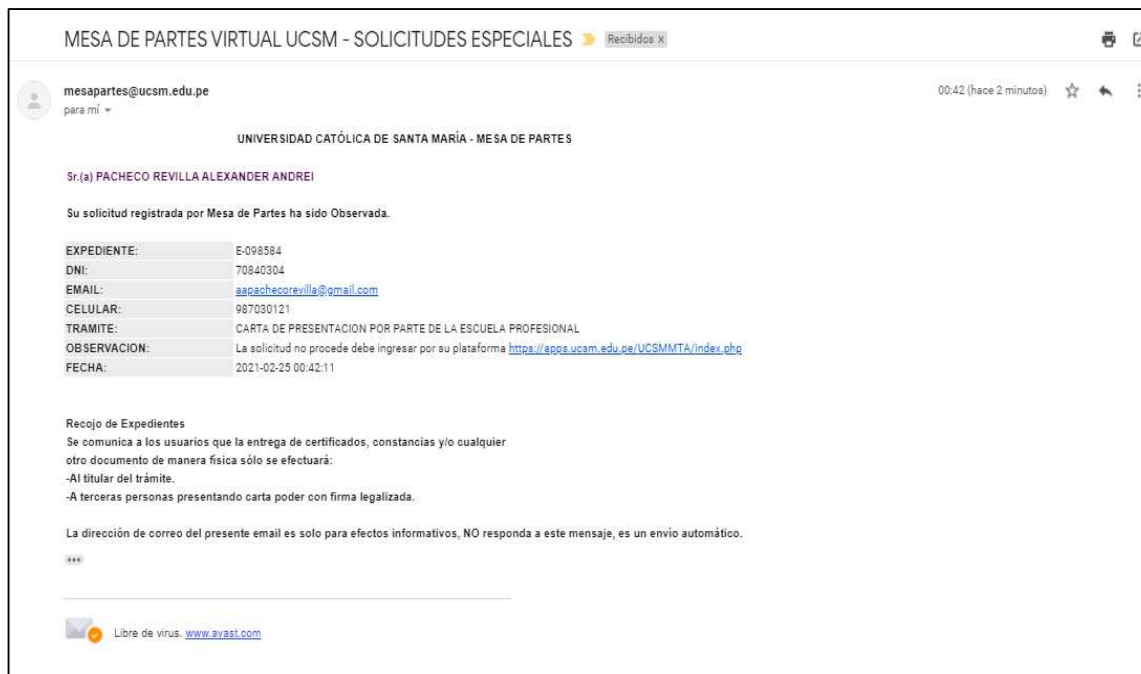 MESA DE PARTES VIRTUAL UCSM - SOLICITUDES ESPECIALES Recibidos x
mesapartes@ucsm.edu.pe 00:42 (hace 2 minutos)
para mí
UNIVERSIDAD CATÓLICA DE SANTA MARÍA - MESA DE PARTES
Sr.(a) PACHECO REVILLA ALEXANDER ANDREI
Su solicitud registrada por Mesa de Partes ha sido Observada.
EXPEDIENTE: E-098584
DNI: 70840304
EMAIL: aapachecorevilla@gmail.com
CELULAR: 987030121
TRAMITE: CARTA DE PRESENTACION POR PARTE DE LA ESCUELA PROFESIONAL
OBSERVACION: La solicitud no procede debe ingresar por su plataforma https://apps.ucsm.edu.pe/UCSMMTA/index.php
FECHA: 2021-02-25 00:42:11
Recojo de Expedientes
Se comunica a los usuarios que la entrega de certificados, constancias y/o cualquier
otro documento de manera física sólo se efectuará:
-Al titular del trámite.
-A terceras personas presentando carta poder con firma legalizada.
La dirección de correo del presente email es solo para efectos informativos, NO responda a este mensaje, es un envío automático.
Libre de virus. www.avast.com